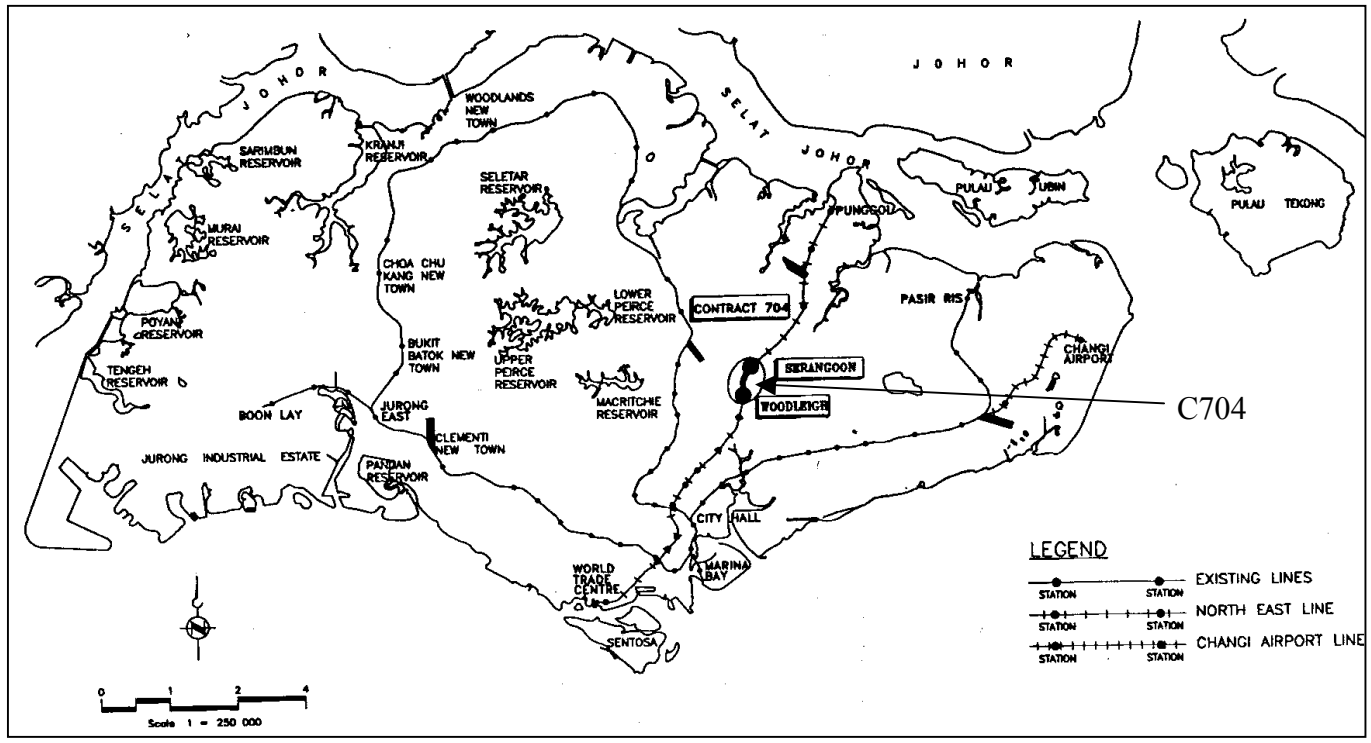 JOHOR
JOHOR
SELAT
SELA
JOHOR
WOODLANDS
NEW
TOWN
KRANJI
RESERVOIR
SARIMBUN
RESERVOIR
SELETAR
RESERVOIR
PULAU UBIN
PULAU TEKONG
PUNGGOL
MURAI
RESERVOIR
CHOA CHU
KANG NEW
TOWN
PASIR RIS
LOWER
PEIRCE
RESERVOIR
CONTRACT 704
POYAN
RESERVOIR
BUKIT
BATOK NEW
TOWN
UPPER
PEIRCE
RESERVOIR
CHANGI
AIRPORT
TENGEH
RESERVOIR
SERANGOON
MACRITCHIE
RESERVOIR
WOODLEIGH
C704
BOON LAY
JURONG
EAST
CLEMENTI
NEW TOWN
JURONG INDUSTRIAL ESTATE
PANDAN
RESERVOIR
CITY HALL
MARINA
BAY
WORLD
TRADE
CENTRE
SENTOSA
LEGEND
EXISTING LINES
STATION STATION
NORTH EAST LINE
STATION STATION
CHANGI AIRPORT LINE
STATION STATION
0 1 2 4
Scale 1 = 250 000